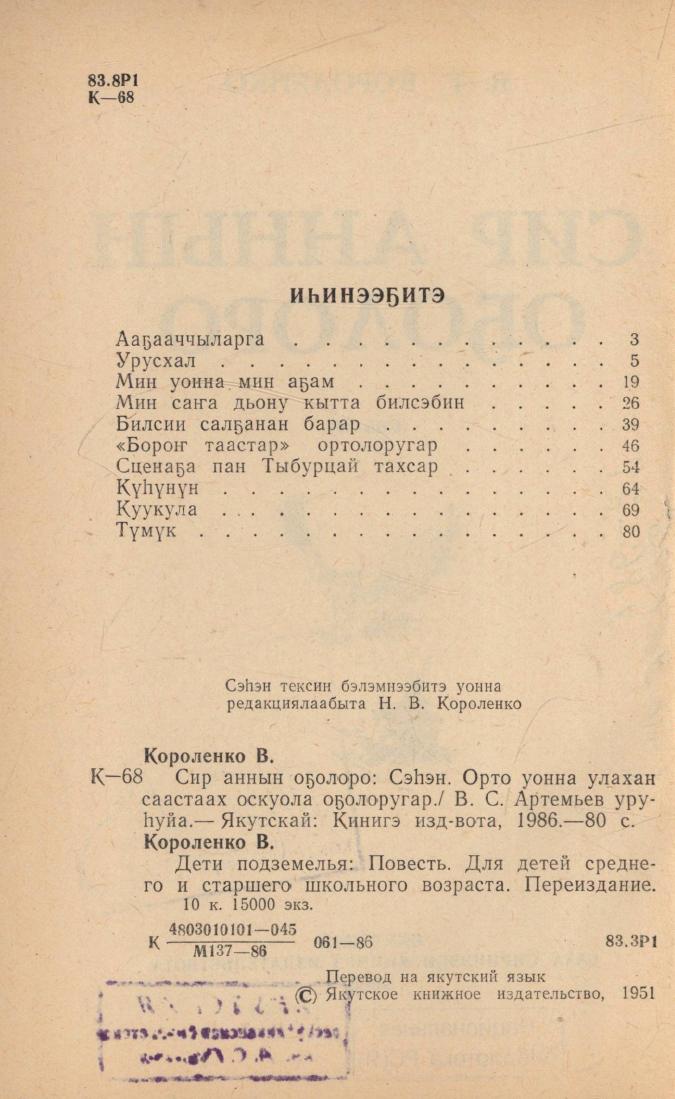 83.8Р1
К—68
ИҺИНЭЭҔИТЭ
Ааҕааччыларга . . . . . . . . . . . . 3
Урусхал . . . . . . . . . . . . . . . 5
Мин уонна мин аҕам . . . . . . . . . . 19
Мин саҥа дьону кытта билсэбин . . . . . 26
Билсии салҕанан барар . . . . . . . . 39
«Бороҥ таастар» ортолоругар . . . . . . 46
Сценаҕа пан Тыбурцай тахсар . . . . . . 54
Күһүнүн . . . . . . . . . . . . . . . 64
Куукула . . . . . . . . . . . . . . . 69
Түмүк . . . . . . . . . . . . . . . . 80
Сэһэн тексин бэлэмнээбитэ уонна
редакциялаабыта Н. В. Короленко
Короленко В.
К—68 Сир аннын оҕолоро: Сэһэн. Орто уонна улахан
саастаах оскуола оҕолоругар./ В. С. Артемьев уру-
һуйа.— Якутскай: Кинигэ изд-вота, 1986.—80 с.
Короленко В.
Дети подземелья: Повесть. Для детей средне-
го и старшего школьного возраста. Переиздание.
10 к. 15000 экз.
К 4803010101—045 061—86 83.3Р1
М137—86
Перевод на якутский язык
© Якутское книжное издательство, 1951